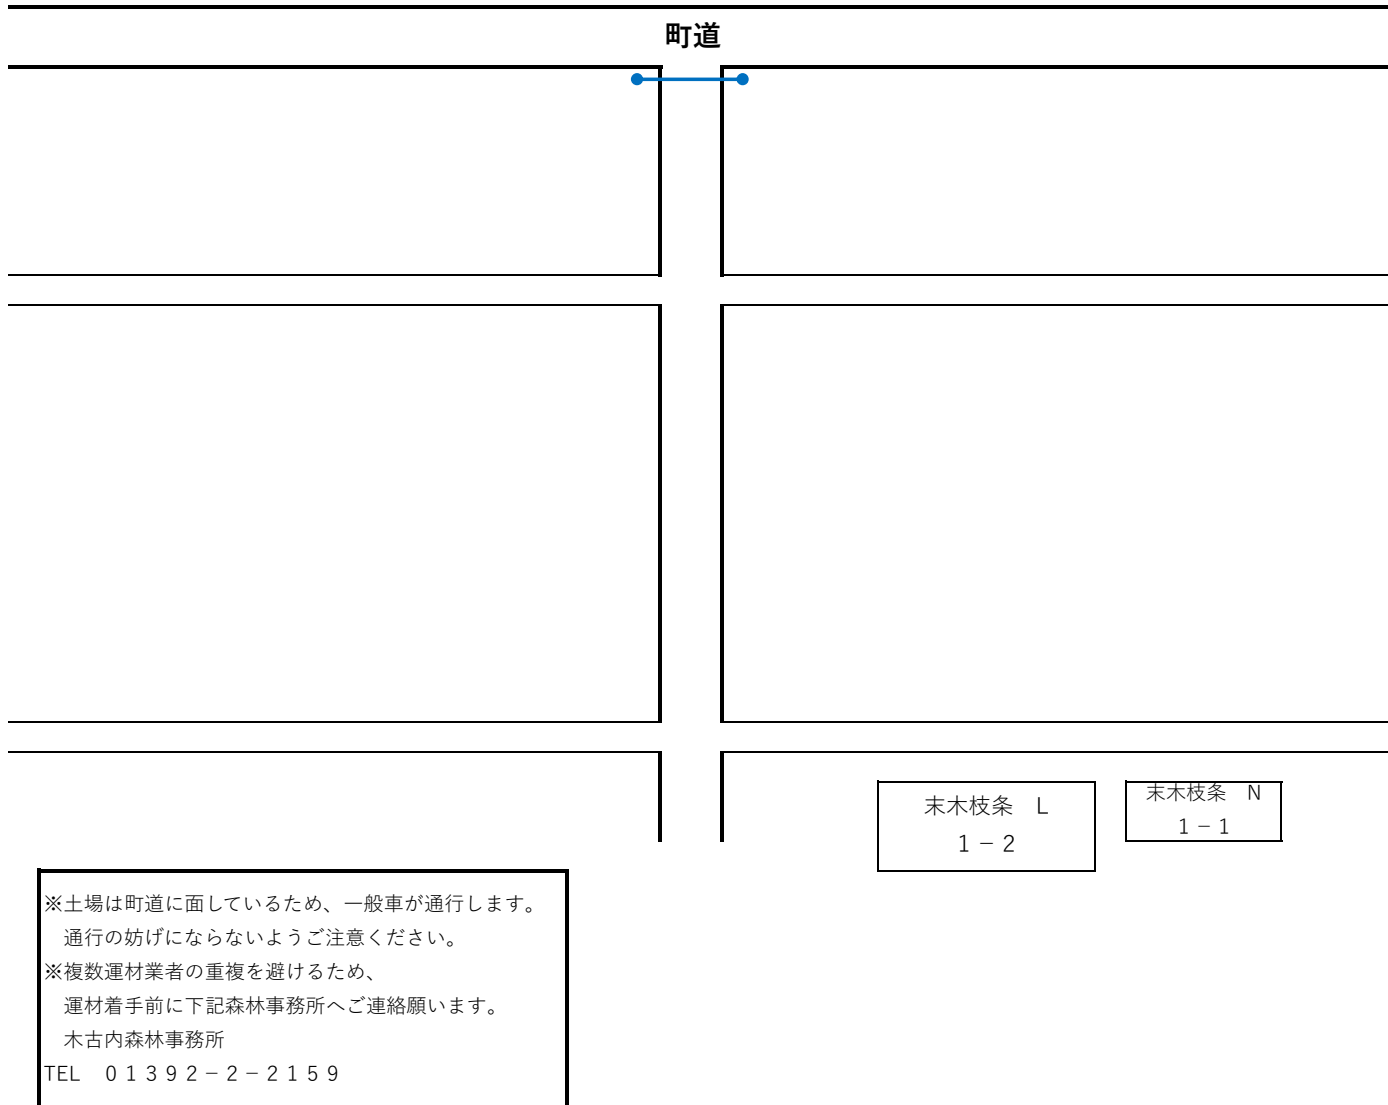 町道
末木枝条　L
１－２
末木枝条　N
１－１
※土場は町道に面しているため、一般車が通行します。
通行の妨げにならないようご注意ください。
※複数運材業者の重複を避けるため、
運材着手前に下記森林事務所へご連絡願います。
木古内森林事務所
TEL　０１３９２－２－２１５９